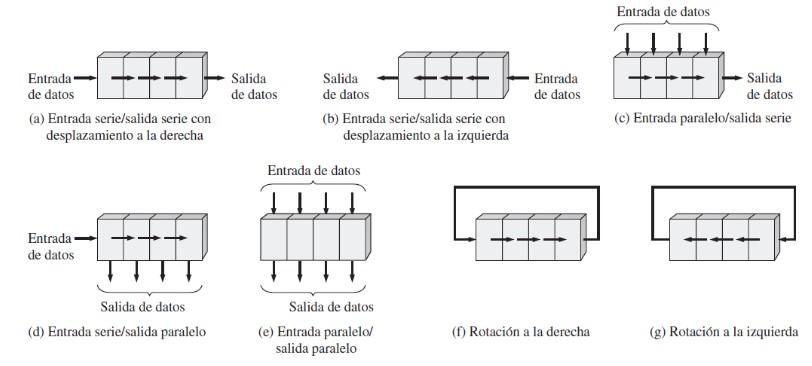 Entrada de datos
Entrada
de datos
Salida
de datos
(a) Entrada serie/salida serie con
desplazamiento a la derecha
Salida
de datos
Entrada
de datos
(b) Entrada serie/salida serie con
desplazamiento a la izquierda
Salida
de datos
(c) Entrada paralelo/salida serie
Entrada
de datos
Salida de datos
(d) Entrada serie/salida paralelo
Entrada de datos
Salida de datos
(e) Entrada paralelo/
salida paralelo
(f) Rotación a la derecha
(g) Rotación a la izquierda